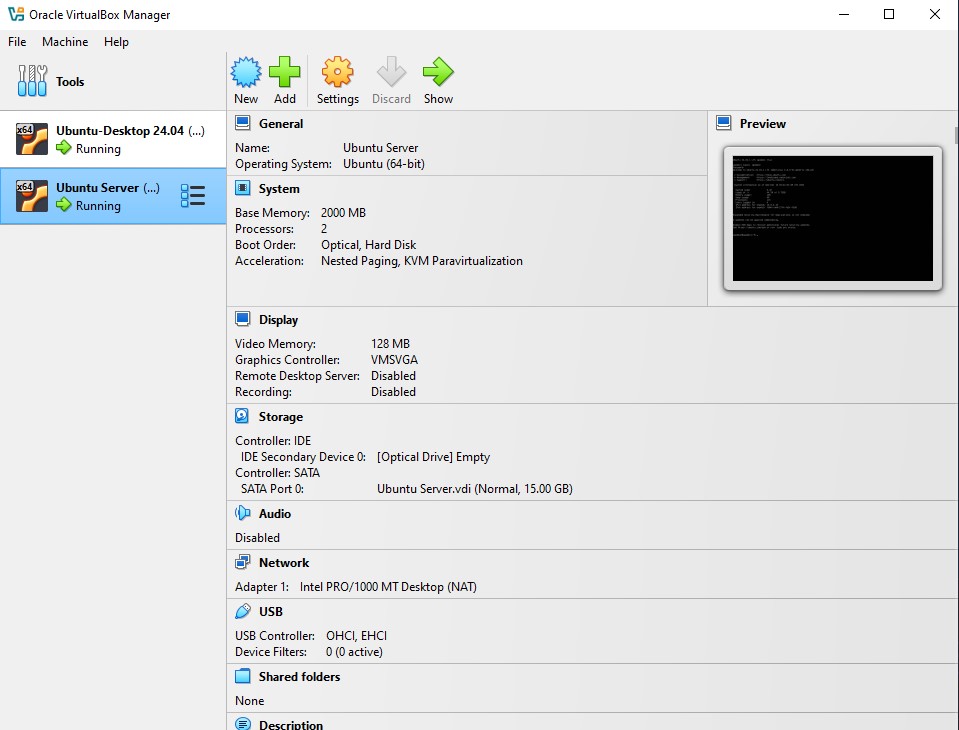 Oracle VirtualBox Manager
File Machine Help
Tools
New Add Settings Discard Show
x64
Ubuntu-Desktop 24.04 (...)
Running
x64
Ubuntu Server (...)
Running
General
Name: Ubuntu Server
Operating System: Ubuntu (64-bit)
Preview
System
Base Memory: 2000 MB
Processors: 2
Boot Order: Optical, Hard Disk
Acceleration: Nested Paging, KVM Paravirtualization
Display
Video Memory: 128 MB
Graphics Controller: VMSVGA
Remote Desktop Server: Disabled
Recording: Disabled
Storage
Controller: IDE
IDE Secondary Device 0: [Optical Drive] Empty
Controller: SATA
SATA Port 0: Ubuntu Server.vdi (Normal, 15.00 GB)
Audio
Disabled
Network
Adapter 1: Intel PRO/1000 MT Desktop (NAT)
USB
USB Controller: OHCI, EHCI
Device Filters: 0 (0 active)
Shared folders
None
Description